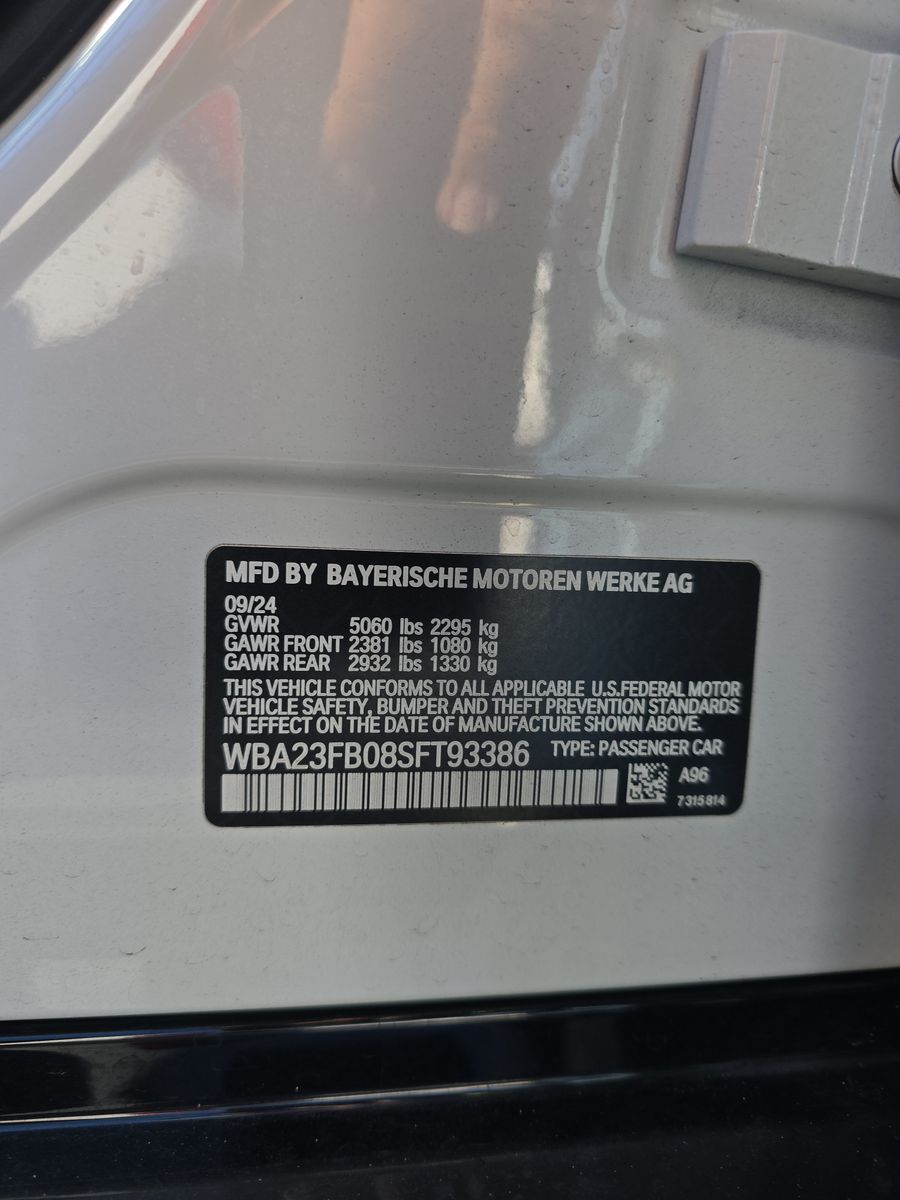 MFD BY BAYERISCHE MOTOREN WERKE AG
09/24
GVWR 5060 lbs 2295 kg
GAWR FRONT 2381 lbs 1080 kg
GAWR REAR 2932 lbs 1330 kg
THIS VEHICLE CONFORMS TO ALL APPLICABLE U.S.FEDERAL MOTOR
VEHICLE SAFETY, BUMPER AND THEFT PREVENTION STANDARDS
IN EFFECT ON THE DATE OF MANUFACTURE SHOWN ABOVE.
WBA23FB08SFT93386 TYPE: PASSENGER CAR
A96
7315814